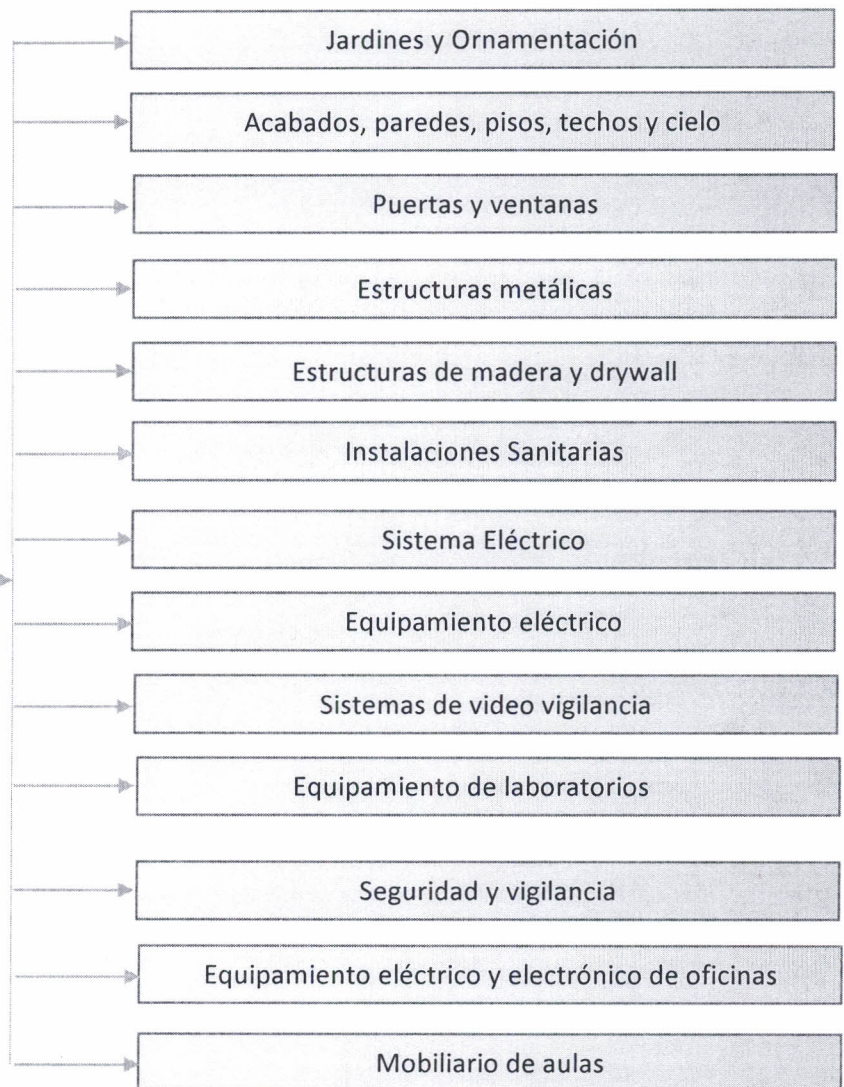 Jardines y Ornamentación
Acabados, paredes, pisos, techos y cielo
Puertas y ventanas
Estructuras metálicas
Estructuras de madera y drywall
Instalaciones Sanitarias
Sistema Eléctrico
Equipamiento eléctrico
Sistemas de video vigilancia
Equipamiento de laboratorios
Seguridad y vigilancia
Equipamiento eléctrico y electrónico de oficinas
Mobiliario de aulas